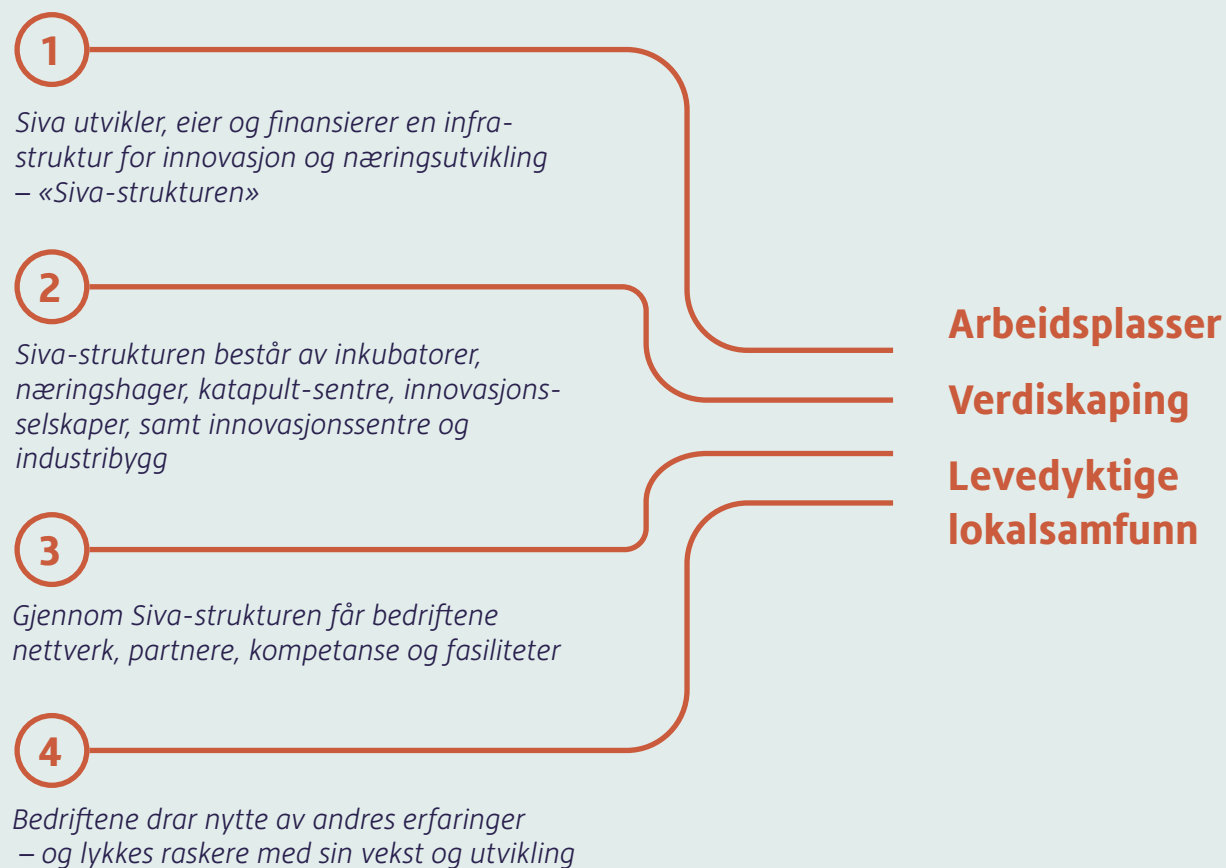 1
Siva utvikler, eier og finansierer en infra-
struktur for innovasjon og næringsutvikling
– «Siva-strukturen»
2
Siva-strukturen består av inkubatorer,
næringshager, katapult-sentre, innovasjons-
selskaper, samt innovasjonssentre og
industribygg
3
Gjennom Siva-strukturen får bedriftene
nettverk, partnere, kompetanse og fasiliteter
4
Bedriftene drar nytte av andres erfaringer
– og lykkes raskere med sin vekst og utvikling
Arbeidsplasser
Verdiskaping
Levedyktige
lokalsamfunn